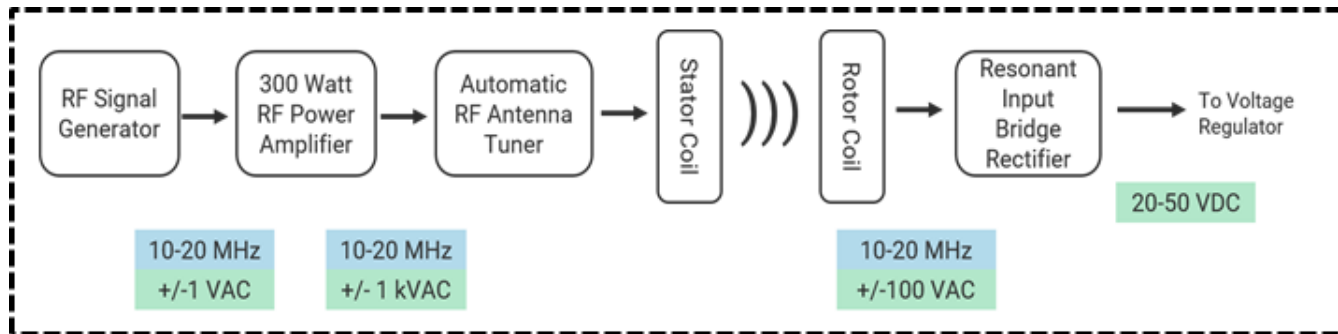 RF Signal
Generator
300 Watt
RF Power
Amplifier
Automatic
RF Antenna
Tuner
Stator Coil
Rotor Coil
Resonant
Input
Bridge
Rectifier
To Voltage
Regulator
20-50 VDC
10-20 MHz
+/-1 VAC
10-20 MHz
+/- 1 kVAC
10-20 MHz
+/-100 VAC